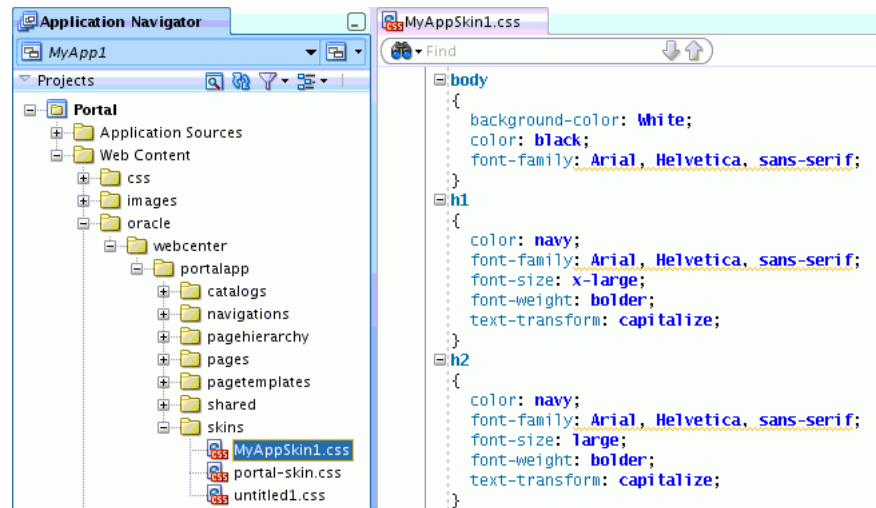 Application Navigator
MyApp1
Projects
Portal
Application Sources
Web Content
css
images
oracle
webcenter
portalapp
catalogs
navigations
pagehierarchy
pages
pagetemplates
shared
skins
MyAppSkin1.css
portal-skin.css
untitled1.css
MyAppSkin1.css
Find
body
{
background-color: White;
color: black;
font-family: Arial, Helvetica, sans-serif;
}
h1
{
color: navy;
font-family: Arial, Helvetica, sans-serif;
font-size: x-large;
font-weight: bolder;
text-transform: capitalize;
}
h2
{
color: navy;
font-family: Arial, Helvetica, sans-serif;
font-size: large;
font-weight: bolder;
text-transform: capitalize;
}